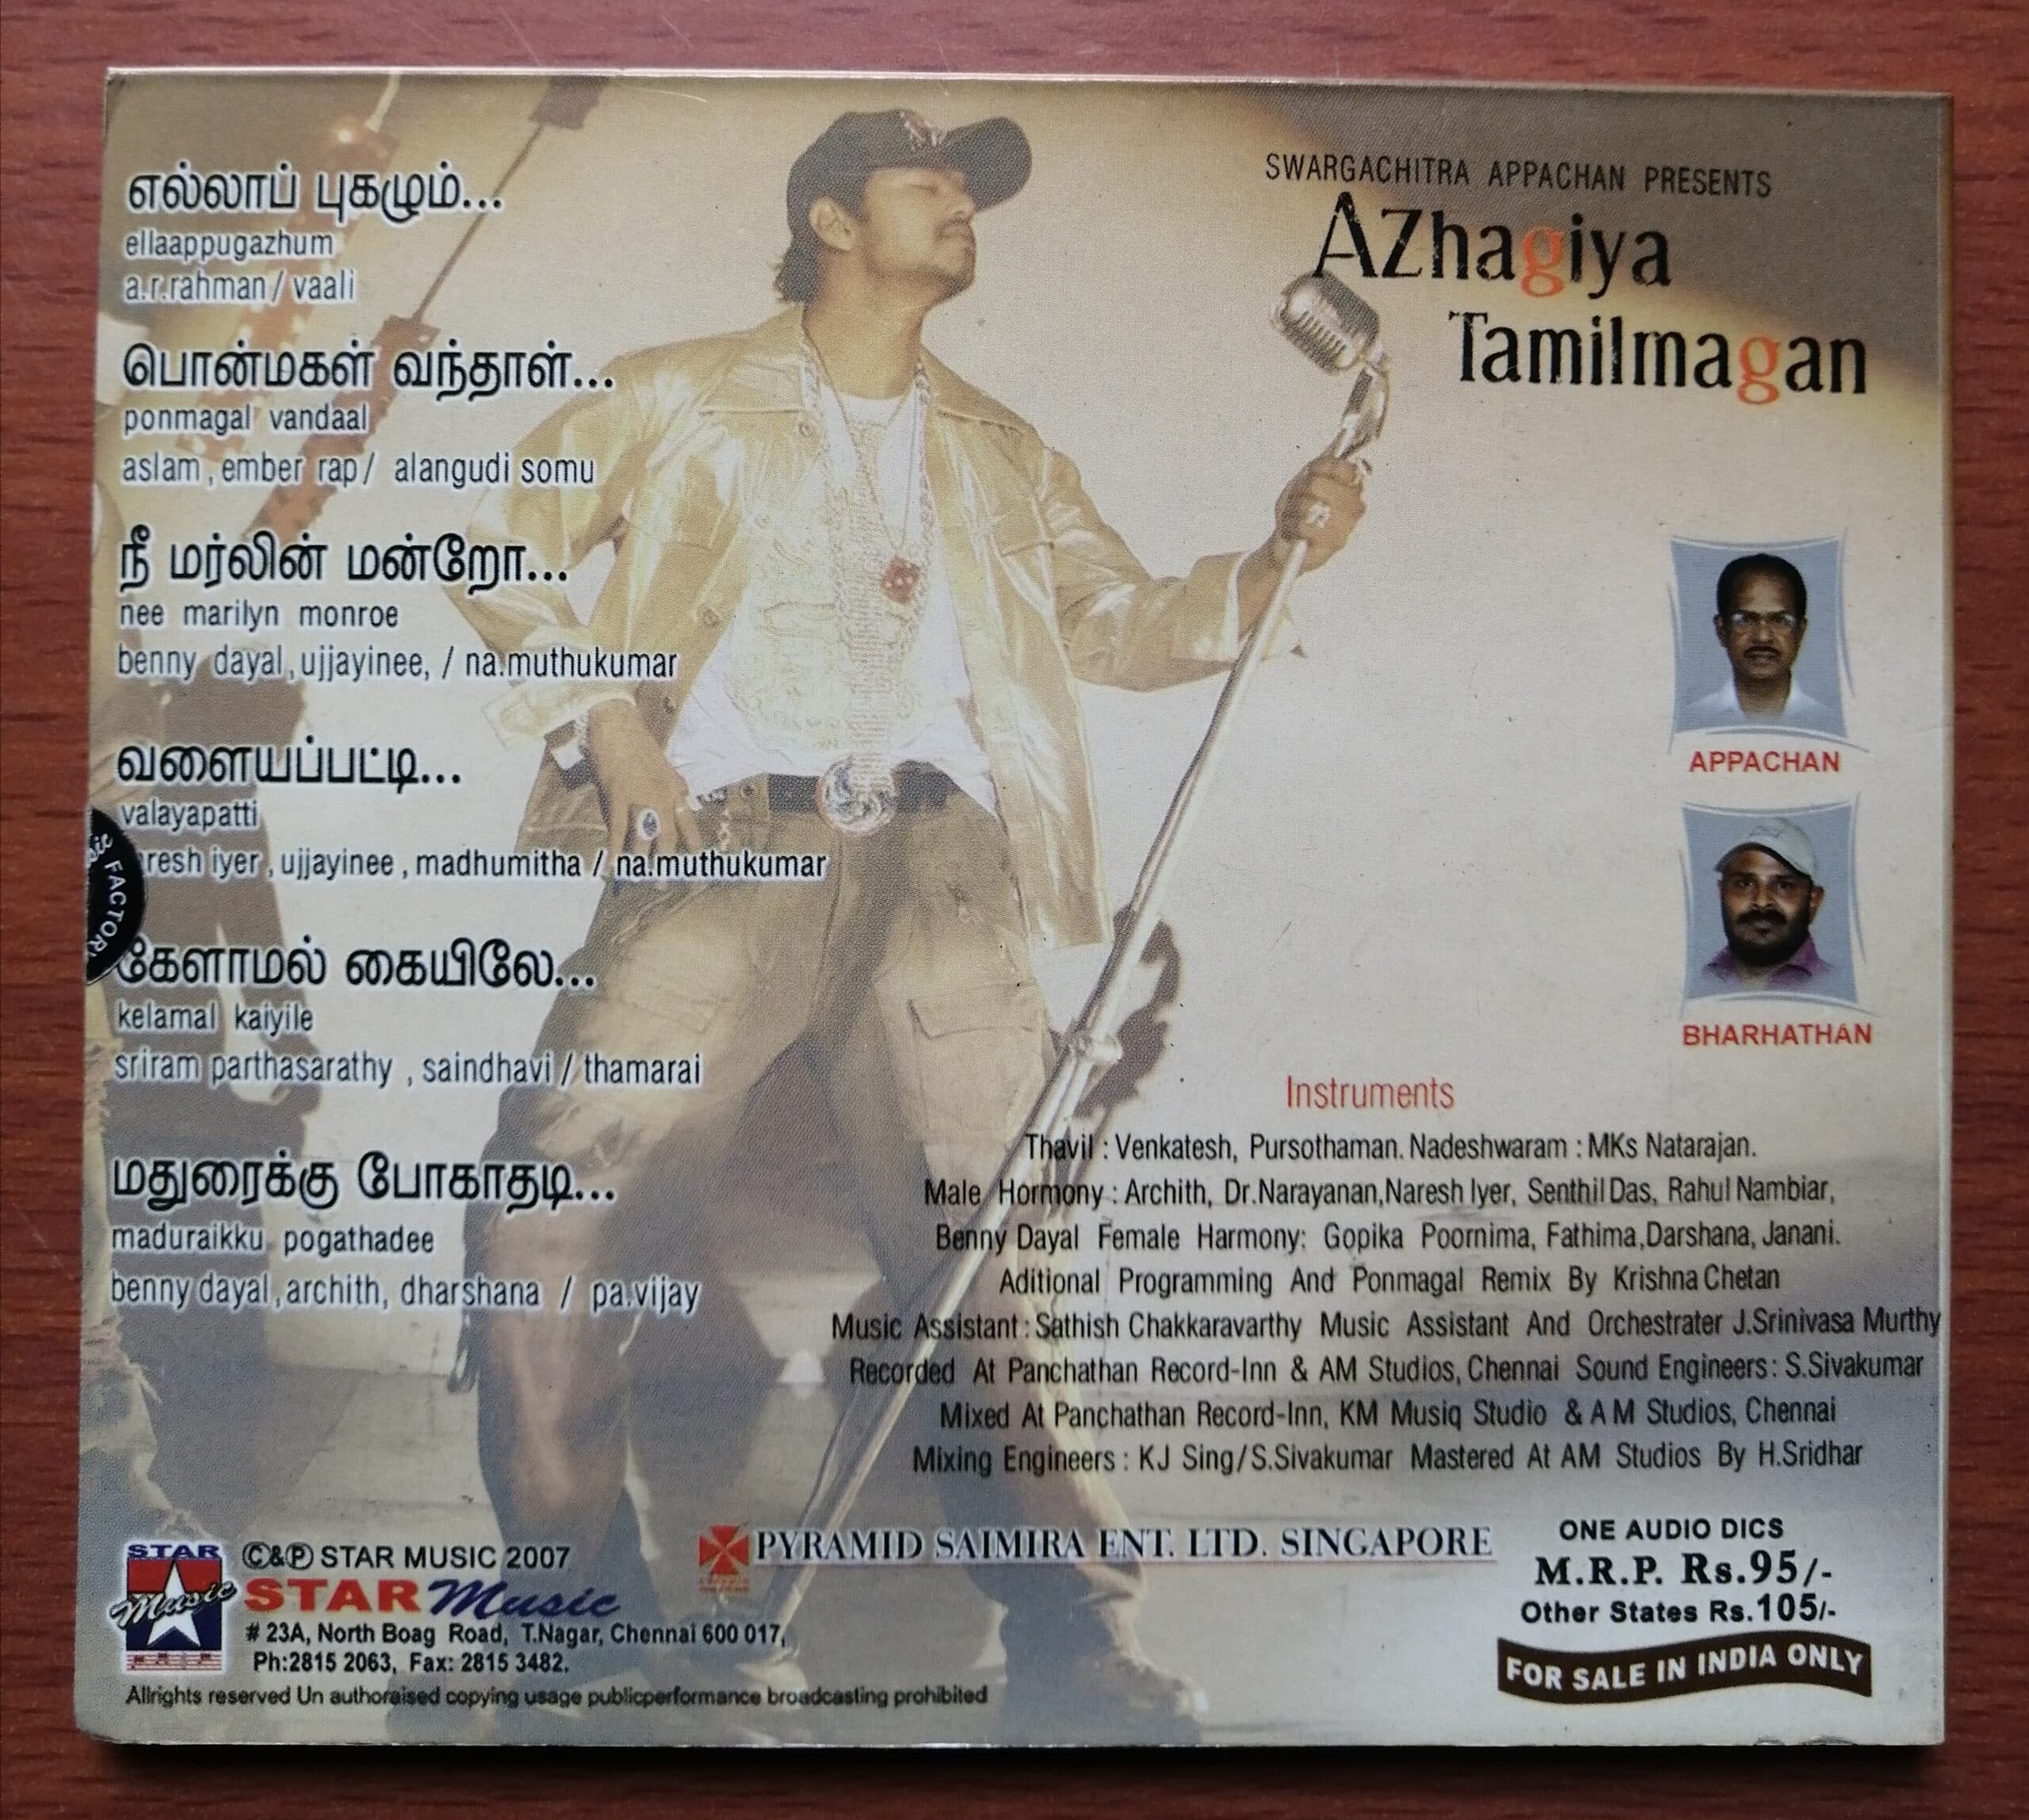 எல்லாப் புகழும்...
ellaappugazhum
a.r.rahman / vaali
பொன்மகள் வந்தாள்...
ponmagal vandaal
aslam , ember rap / alangudi somu
நீ மர்லின் மன்றோ...
nee marilyn monroe
benny dayal , ujjayinee, / na.muthukumar
வளையப்பட்டி...
valayapatti
resh iyer , ujjayinee , madhumitha / na.muthukumar
FACTOR
கேளாமல் கையிலே...
kelamal kaiyile
sriram parthasarathy , saindhavi / thamarai
மதுரைக்கு போகாதடி...
maduraikku pogathadee
benny dayal , archith, dharshana / pa.vijay
SWARGACHITRA APPACHAN PRESENTS
AZhagiya
Tamilmagan
APPACHAN
BHARHATHAN
Instruments
Thavil : Venkatesh, Pursothaman. Nadeshwaram : MKs Natarajan.
Male Hormony : Archith, Dr.Narayanan,Naresh Iyer, Senthil Das, Rahul Nambiar,
Benny Dayal Female Harmony: Gopika Poornima, Fathima,Darshana, Janani.
Aditional Programming And Ponmagal Remix By Krishna Chetan
Music Assistant : Sathish Chakkaravarthy Music Assistant And Orchestrater J.Srinivasa Murthy
Recorded At Panchathan Record-Inn & AM Studios, Chennai Sound Engineers : S.Sivakumar
Mixed At Panchathan Record-Inn, KM Musiq Studio & A M Studios, Chennai
Mixing Engineers : KJ Sing/S.Sivakumar Mastered At AM Studios By H.Sridhar
STAR
Music
©&℗ STAR MUSIC 2007
STAR Music
# 23A, North Boag Road, T.Nagar, Chennai 600 017,
Ph:2815 2063, Fax: 2815 3482.
Allrights reserved Un authoraised copying usage publicperformance broadcasting prohibited
PYRAMID SAIMIRA ENT. LTD. SINGAPORE
ONE AUDIO DICS
M.R.P. Rs.95/-
Other States Rs.105/-
FOR SALE IN INDIA ONLY